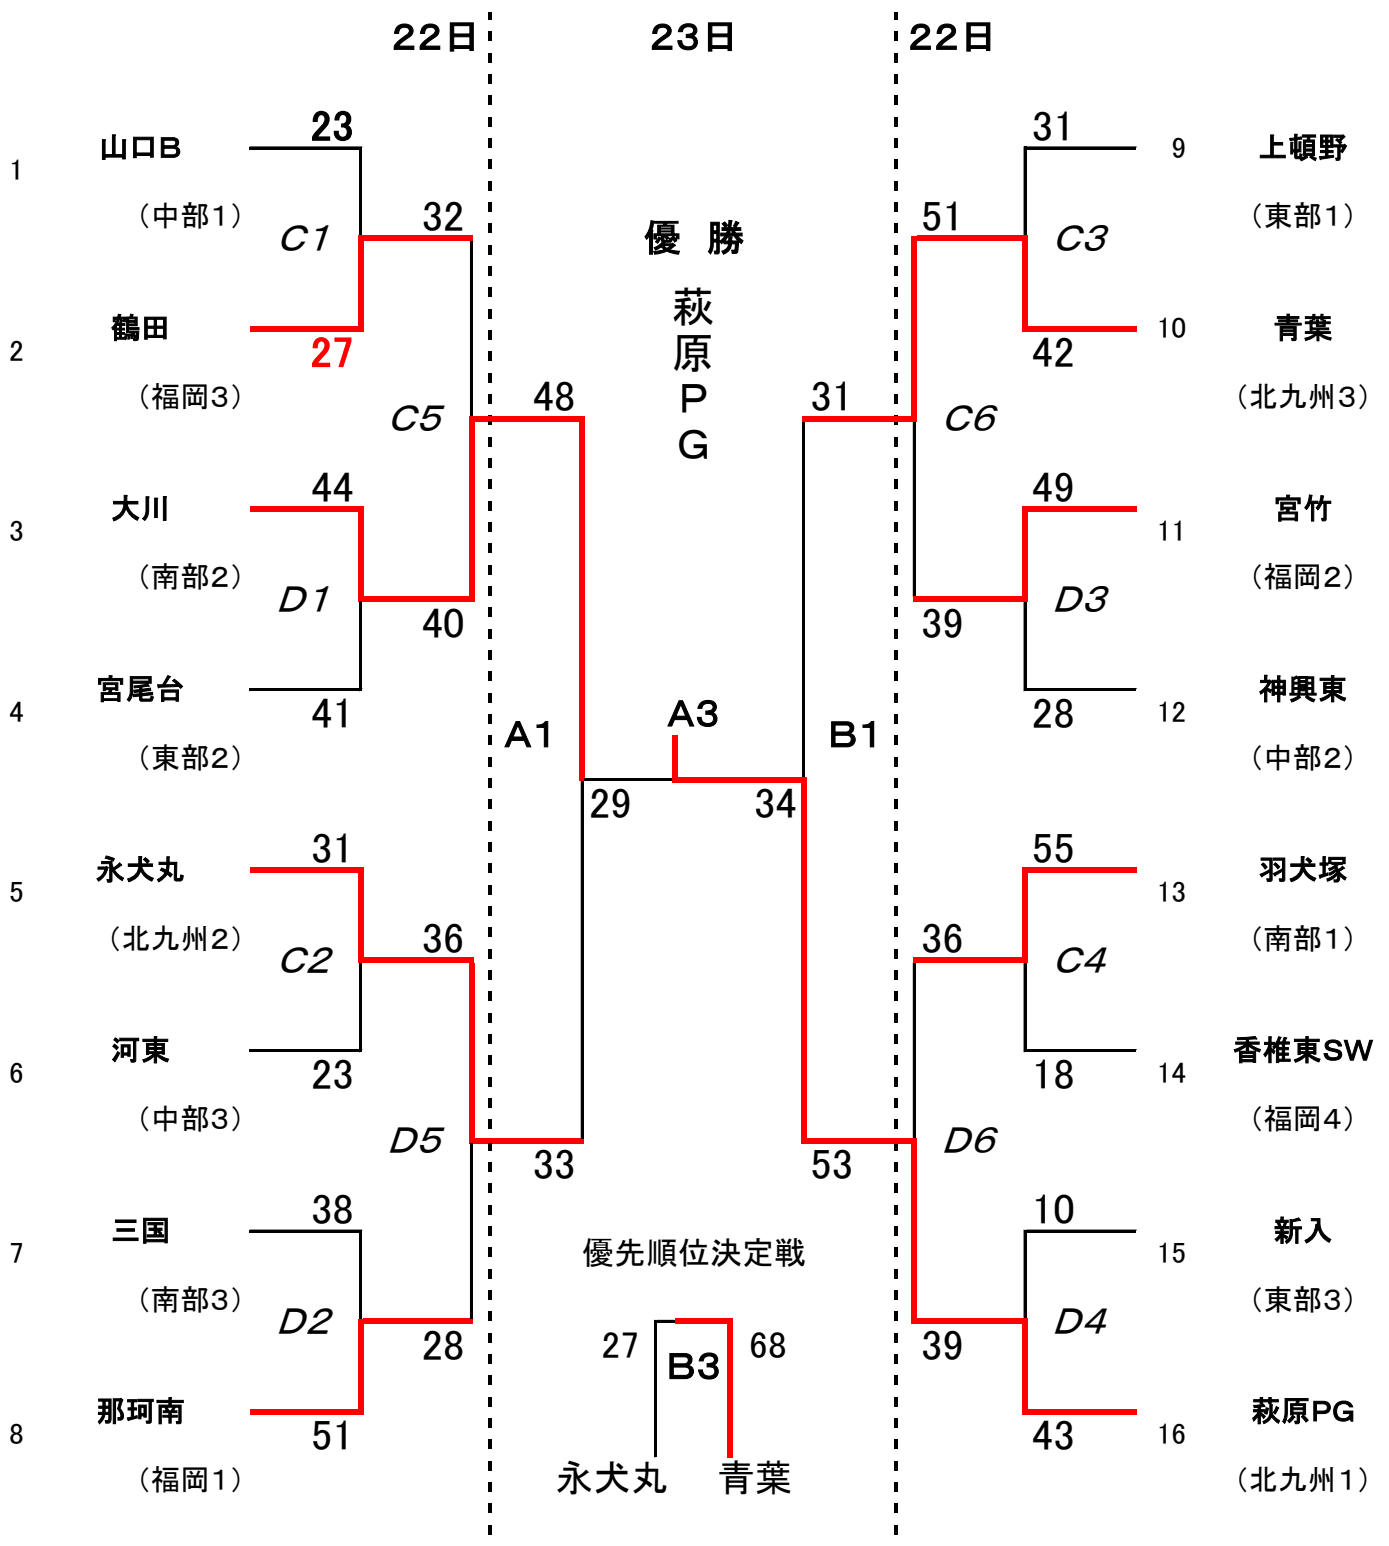 22日
23日
22日
優 勝
萩原PG
1
山口B
(中部1)
23
C1
2
鶴田
(福岡3)
27
32
C5
3
大川
(南部2)
44
D1
4
宮尾台
(東部2)
41
40
48
A1
5
永犬丸
(北九州2)
31
C2
6
河東
(中部3)
23
36
D5
7
三国
(南部3)
38
D2
8
那珂南
(福岡1)
51
28
33
29
A3
34
31
9
上頓野
(東部1)
51
C3
10
青葉
(北九州3)
42
31
C6
11
宮竹
(福岡2)
49
D3
12
神興東
(中部2)
28
39
B1
13
羽犬塚
(南部1)
55
C4
14
香椎東SW
(福岡4)
18
36
D6
15
新入
(東部3)
10
D4
16
萩原PG
(北九州1)
43
39
53
優先順位決定戦
27
B3
68
永犬丸
青葉